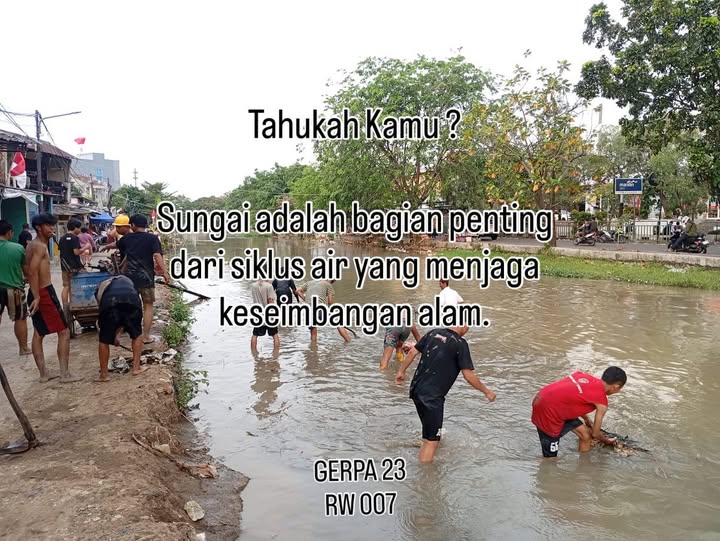 Tahukah Kamu ?
Sungai adalah bagian penting
dari siklus air yang menjaga
keseimbangan alam.
GERPA 23
RW 007